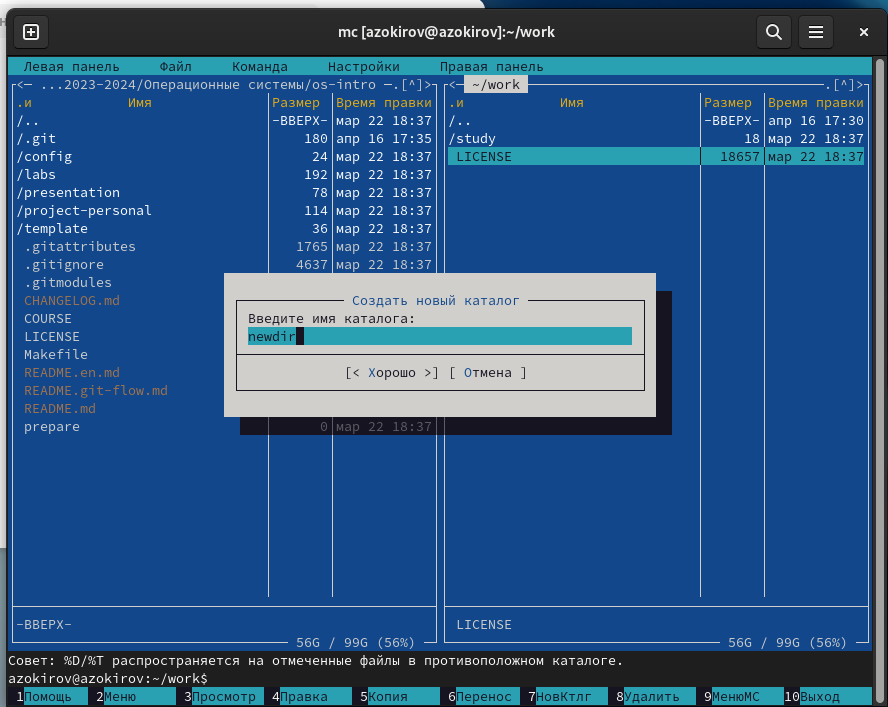 mc [azokirov@azokirov]:~/work
Левая панель Файл Команда Настройки Правая панель
<─ ...2023-2024/Операционные системы/os-intro ─.[^]>
.и Имя Размер Время правки
/.. -ВВЕРХ- мар 22 18:37
/.git 180 апр 16 17:35
/config 24 мар 22 18:37
/labs 192 мар 22 18:37
/presentation 78 мар 22 18:37
/project-personal 114 мар 22 18:37
/template 36 мар 22 18:37
.gitattributes 1765 мар 22 18:37
.gitignore 4637 мар 22 18:37
.gitmodules
CHANGELOG.md
COURSE
LICENSE
Makefile
README.en.md
README.git-flow.md
README.md
prepare 0 мар 22 18:37
-ВВЕРХ-
56G / 99G (56%)
<─ ~/work .[^]>
.и Имя Размер Время правки
/.. -ВВЕРХ- апр 16 17:30
/study 18 мар 22 18:37
LICENSE 18657 мар 22 18:37
LICENSE
56G / 99G (56%)
Создать новый каталог
Введите имя каталога:
newdir
[< Хорошо >] [ Отмена ]
Совет: %D/%T распространяется на отмеченные файлы в противоположном каталоге.
azokirov@azokirov:~/work$
1Помощь 2Меню 3Просмотр 4Правка 5Копия 6Перенос 7НовКтлг 8Удалить 9МенюMC 10Выход